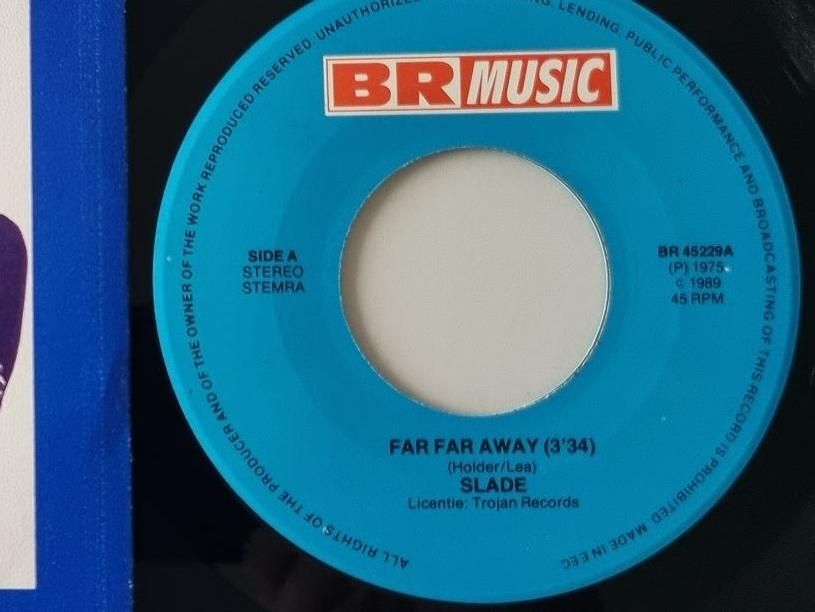 BR MUSIC
SIDE A
STEREO
STEMRA
BR 45229A
(P) 1975
c 1989
45 RPM
FAR FAR AWAY (3'34)
(Holder/Lea)
SLADE
Licentie: Trojan Records
ALL RIGHTS OF THE PRODUCER AND OF THE OWNER OF THE WORK REPRODUCED RESERVED. UNAUTHORIZED LENDING. PUBLIC PERFORMANCE AND BROADCASTING OF THIS RECORD IS PROHIBITED. MADE IN EEC